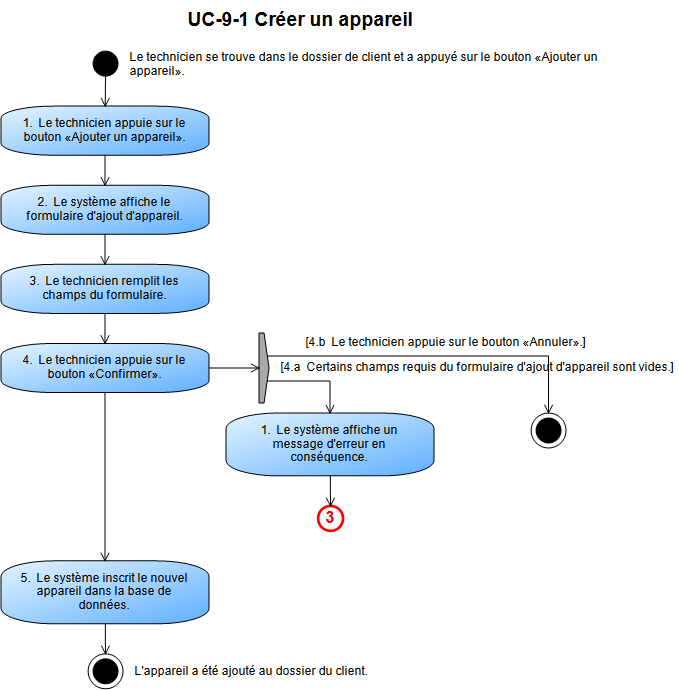 UC-9-1 Créer un appareil
Le technicien se trouve dans le dossier de client et a appuyé sur le bouton «Ajouter un
appareil».
1. Le technicien appuie sur le
bouton «Ajouter un appareil».
2. Le système affiche le
formulaire d'ajout d'appareil.
3. Le technicien remplit les
champs du formulaire.
4. Le technicien appuie sur le
bouton «Confirmer».
[4.b Le technicien appuie sur le bouton «Annuler».]
[4.a Certains champs requis du formulaire d'ajout d'appareil sont vides.]
1. Le système affiche un
message d'erreur en
conséquence.
3
5. Le système inscrit le nouvel
appareil dans la base de
données.
L'appareil a été ajouté au dossier du client.